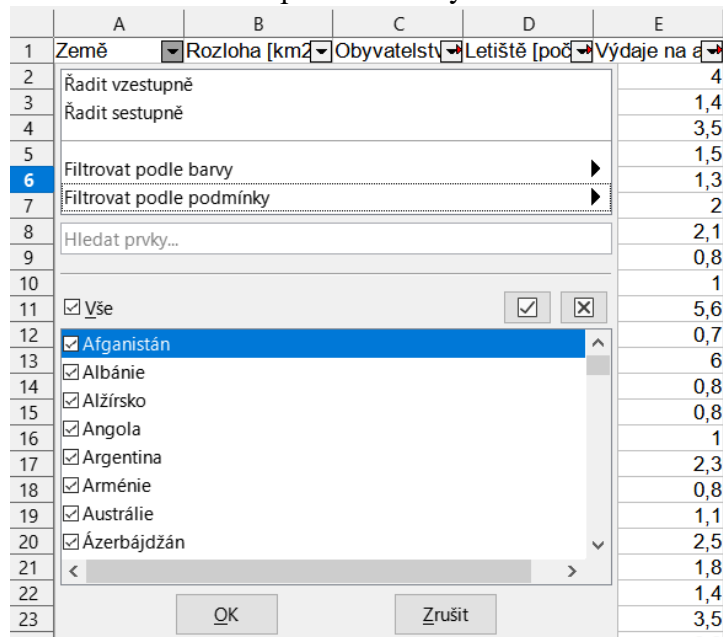 A B C D E
1 Země Rozloha [km2 Obyvatelstv Letiště [poč Výdaje na a
2 4
Řadit vzestupně
3 1,4
Řadit sestupně
4 3,5
5 1,5
Filtrovat podle barvy
6 1,3
Filtrovat podle podmínky
7 2
8 2,1
Hledat prvky...
9 0,8
10 1
11 Vše 5,6
12 Afganistán 0,7
13 Albánie 6
14 Alžírsko 0,8
15 Angola 0,8
16 Argentina 1
17 Arménie 2,3
18 Austrálie 0,8
19 Ázerbájdžán 1,1
20 2,5
21 1,8
22 OK Zrušit 1,4
23 3,5